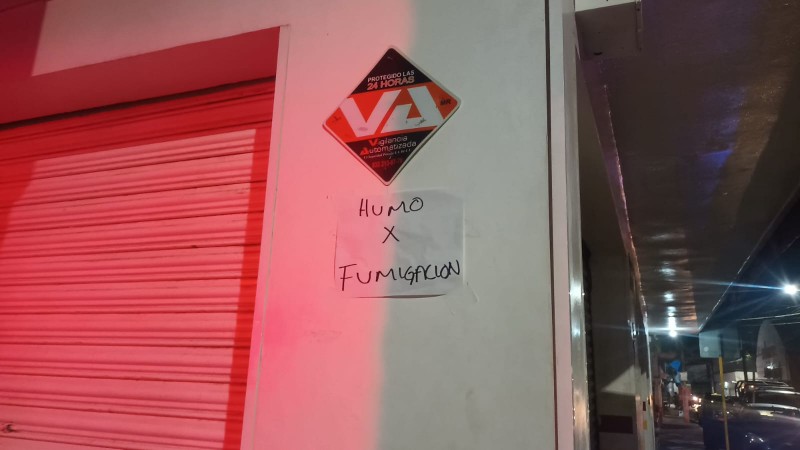 PROTEGIDO LAS
24 HORAS
VA
Vigilancia
Automatizada
HUMO
X
FUMIGACION